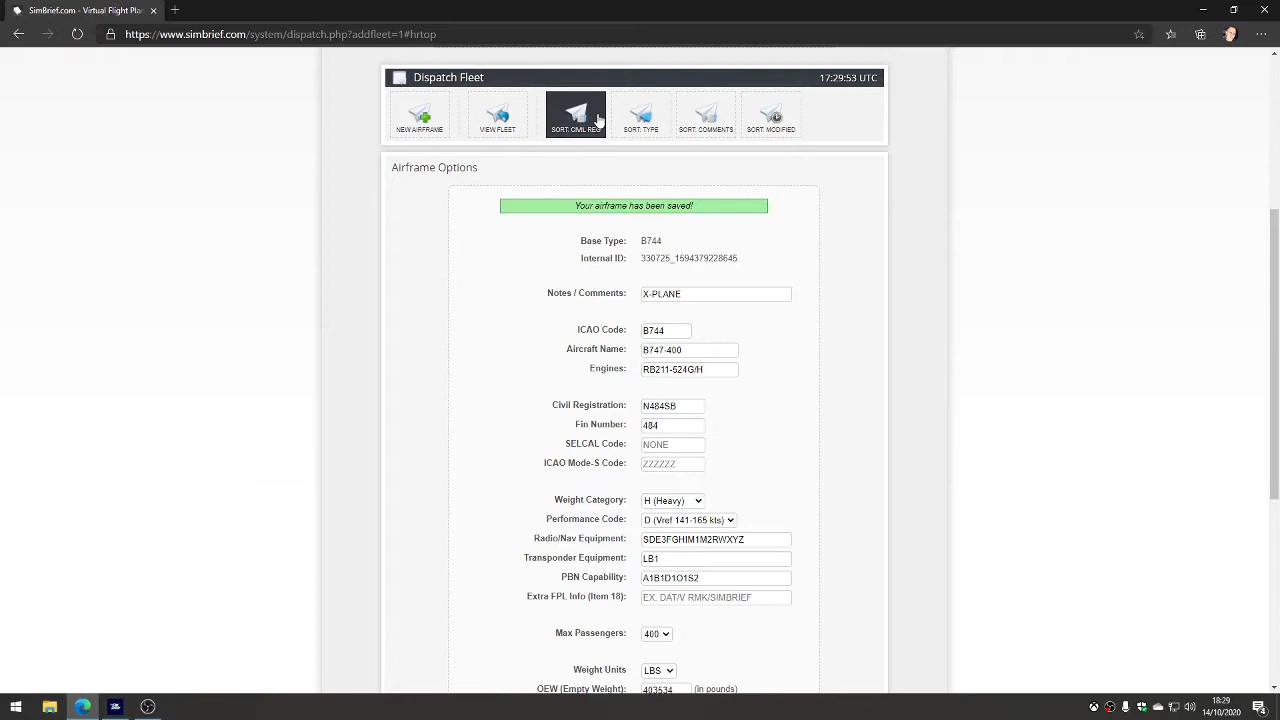 SimBrief.com - Virtual Flight Plan
https://www.simbrief.com/system/dispatch.php?addfleet=1#hrtop
Dispatch Fleet
17:29:53 UTC
NEW AIRFRAME
VIEW FLEET
SORT: CIVIL REG
SORT: TYPE
SORT: COMMENTS
SORT: MODIFIED
Airframe Options
Your airframe has been saved!
Base Type: B744
Internal ID: 330725_1594379228645
Notes / Comments: X-PLANE
ICAO Code: B744
Aircraft Name: B747-400
Engines: RB211-524G/H
Civil Registration: N484SB
Fin Number: 484
SELCAL Code: NONE
ICAO Mode-S Code: ZZZZZZ
Weight Category: H (Heavy)
Performance Code: D (Vref 141-165 kts)
Radio/Nav Equipment: SDE3FGHIM1M2RWXYZ
Transponder Equipment: LB1
PBN Capability: A1B1D1O1S2
Extra FPL Info (Item 18): EX. DAT/V RMK/SIMBRIEF
Max Passengers: 400
Weight Units LBS
OEW (Empty Weight): 403534 (in pounds)
18:29
14/10/2020